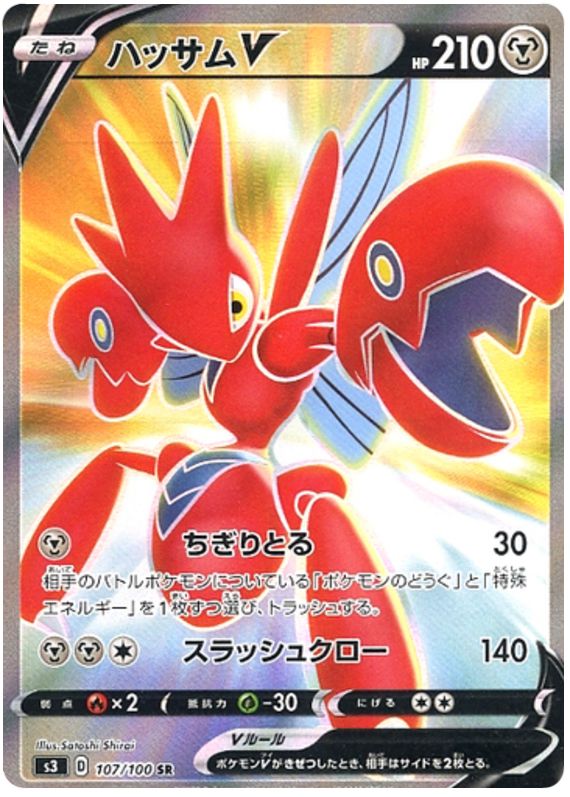 たね ハッサムV HP210
ちぎりとる 30
相手のバトルポケモンについている「ポケモンのどうぐ」と「特殊
エネルギー」を1枚ずつ選び、トラッシュする。
スラッシュクロー 140
弱点 ×2 抵抗力 -30 にげる
Illus.Satoshi Shirai
Vルール
s3 D 107/100 SR
ポケモンVがきぜつしたとき、相手はサイドを2枚とる。